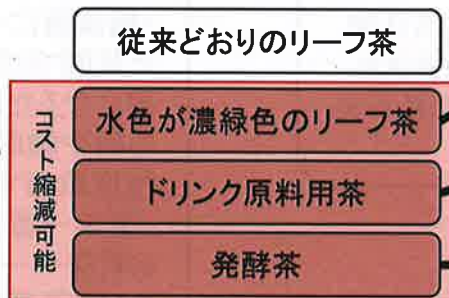 従来どおりのリーフ茶
コスト縮減可能
水色が濃緑色のリーフ茶
ドリンク原料用茶
発酵茶